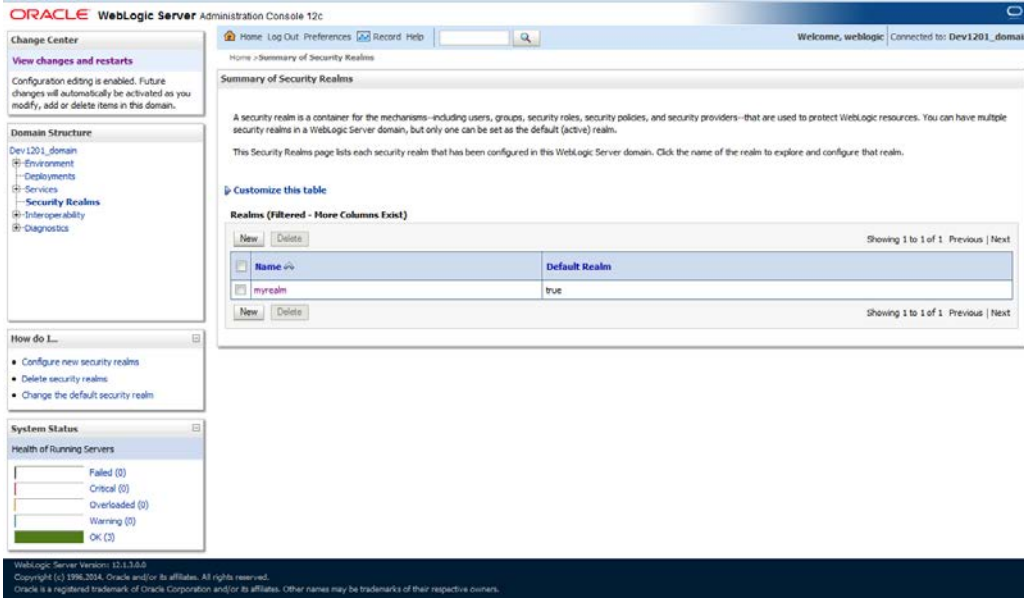 ORACLE WebLogic Server Administration Console 12c
Change Center
View changes and restarts
Configuration editing is enabled. Future
changes will automatically be activated as you
modify, add or delete items in this domain.
Domain Structure
Dev1201_domain
Environment
Deployments
Services
Security Realms
Interoperability
Diagnostics
How do I...
Configure new security realms
Delete security realms
Change the default security realm
System Status
Health of Running Servers
Failed (0)
Critical (0)
Overloaded (0)
Warning (0)
OK (3)
Home Log Out Preferences Record Help
Welcome, weblogic Connected to: Dev1201_domai
Home >Summary of Security Realms
Summary of Security Realms
A security realm is a container for the mechanisms--including users, groups, security roles, security policies, and security providers--that are used to protect WebLogic resources. You can have multiple
security realms in a WebLogic Server domain, but only one can be set as the default (active) realm.
This Security Realms page lists each security realm that has been configured in this WebLogic Server domain. Click the name of the realm to explore and configure that realm.
Customize this table
Realms (Filtered - More Columns Exist)
New Delete Showing 1 to 1 of 1 Previous | Next
Name Default Realm
myrealm true
New Delete Showing 1 to 1 of 1 Previous | Next
WebLogic Server Version: 12.1.3.0.0
Copyright (c) 1996,2014, Oracle and/or its affiliates. All rights reserved.
Oracle is a registered trademark of Oracle Corporation and/or its affiliates. Other names may be trademarks of their respective owners.